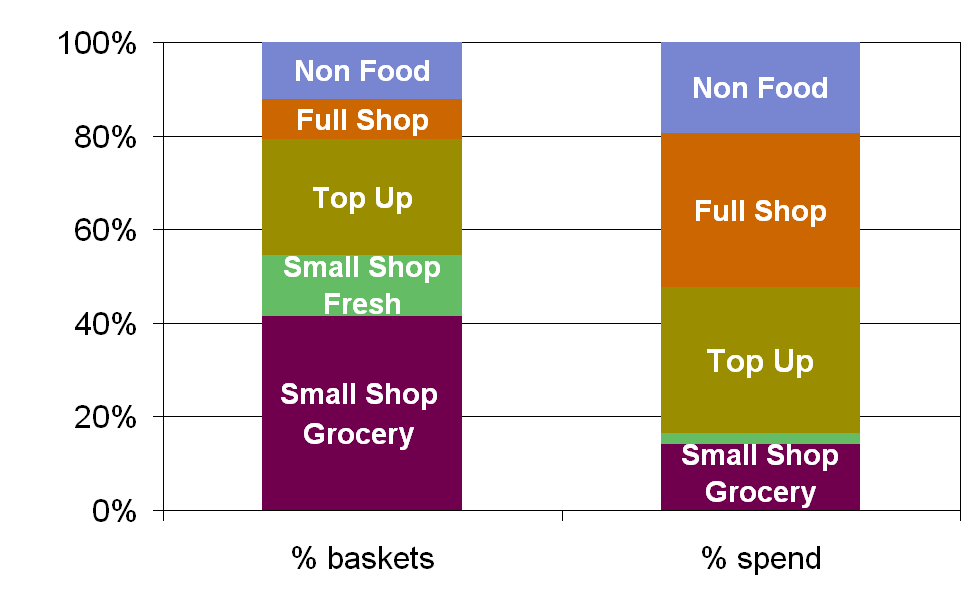 100%
80%
60%
40%
20%
0%
Non Food
Full Shop
Top Up
Small Shop
Fresh
Small Shop
Grocery
Non Food
Full Shop
Top Up
Small Shop
Grocery
% baskets
% spend